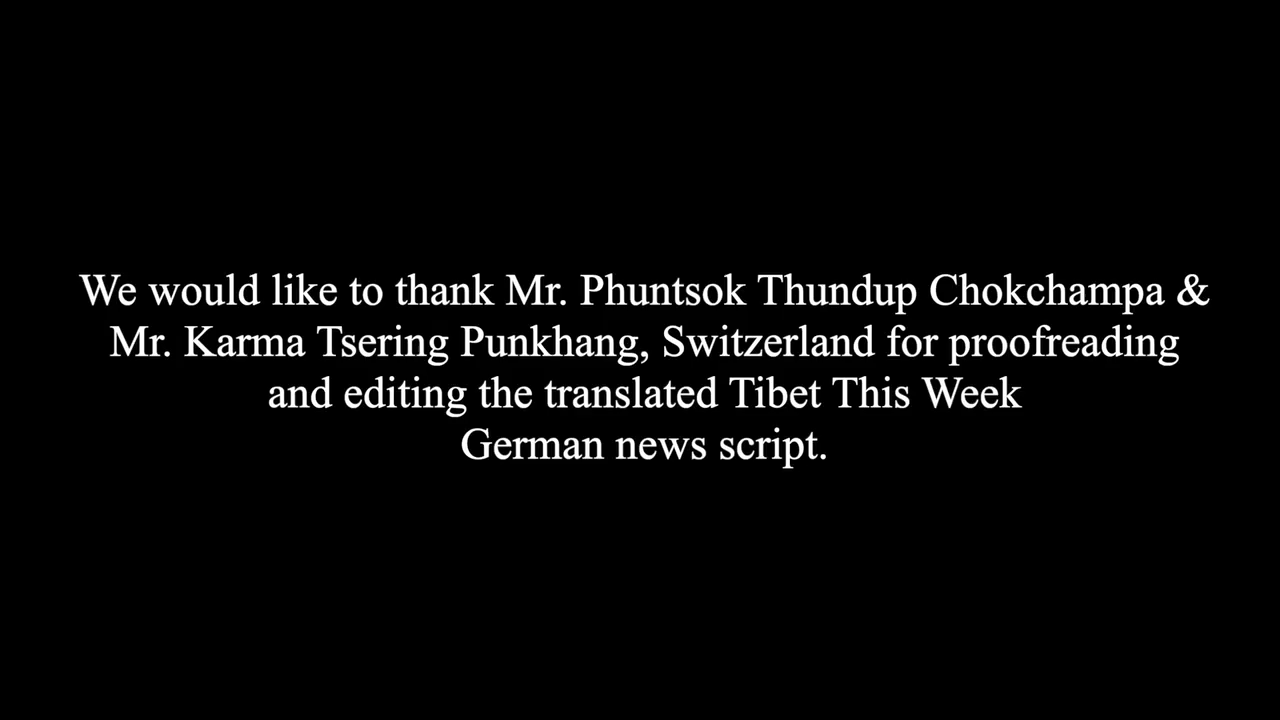 We would like to thank Mr. Phuntsok Thundup Chokchampa &
Mr. Karma Tsering Punkhang, Switzerland for proofreading
and editing the translated Tibet This Week
German news script.